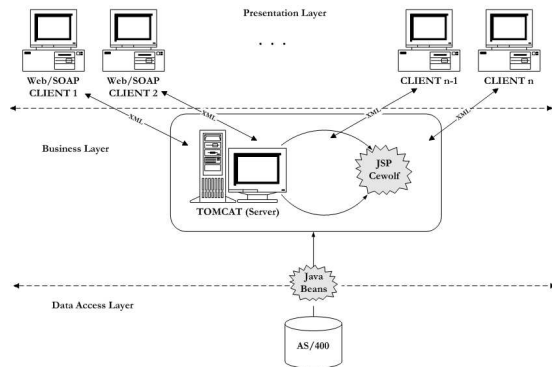 Presentation Layer
. . .
Web/SOAP
CLIENT 1
Web/SOAP
CLIENT 2
CLIENT n-1
CLIENT n
XML
XML
XML
XML
Business Layer
JSP
Cewolf
TOMCAT (Server)
Java
Beans
Data Access Layer
AS/400